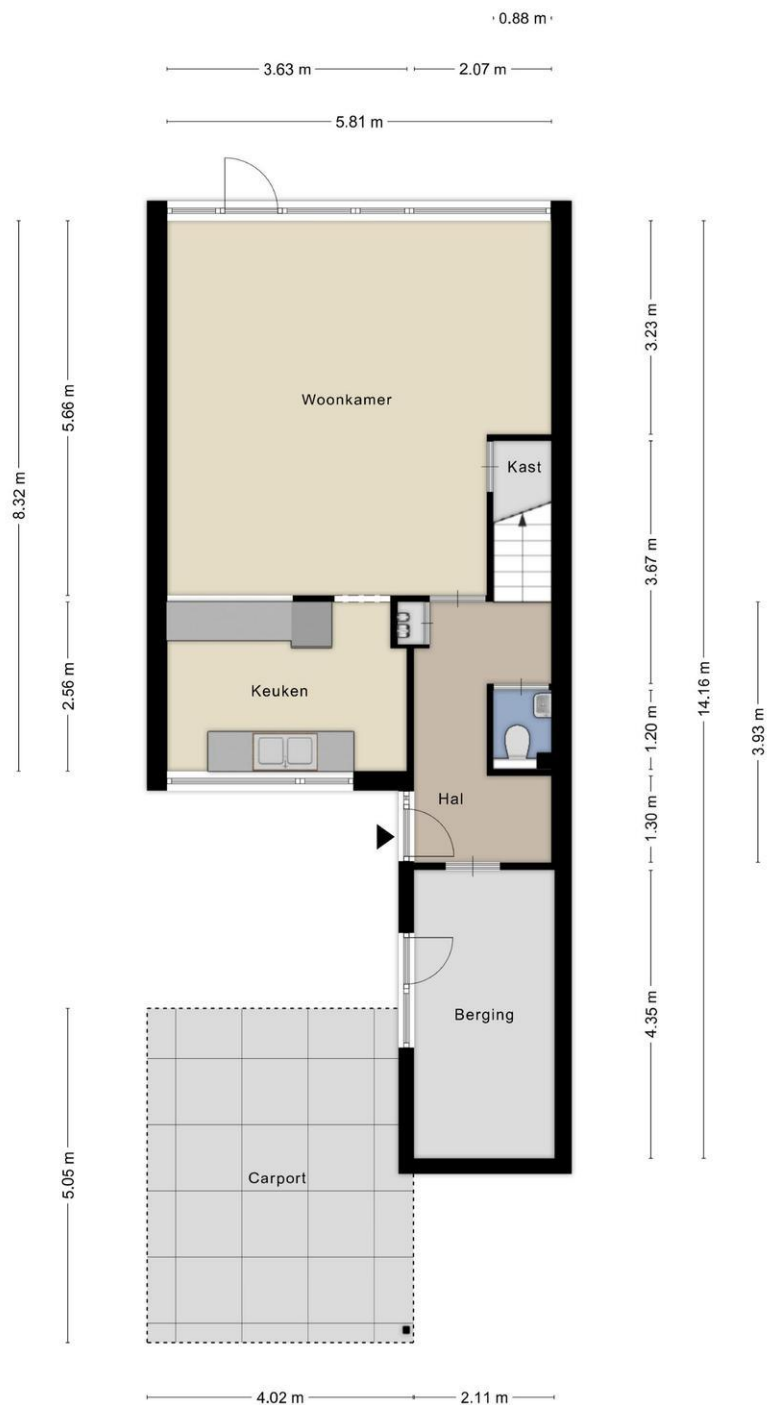 0.88 m
3.63 m
2.07 m
5.81 m
8.32 m
5.66 m
2.56 m
5.05 m
Woonkamer
Kast
Keuken
Hal
Berging
Carport
3.23 m
3.67 m
1.20 m
1.30 m
4.35 m
14.16 m
3.93 m
4.02 m
2.11 m